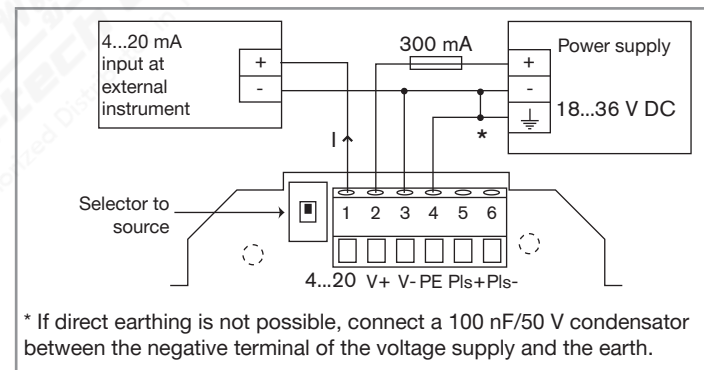 4...20 mA
input at
external
instrument
+
-
300 mA
Power supply
+
-
18...36 V DC
*
I
Selector to
source
1 2 3 4 5 6
4...20 V+ V- PE Pls+ Pls-
* If direct earthing is not possible, connect a 100 nF/50 V condensator
between the negative terminal of the voltage supply and the earth.